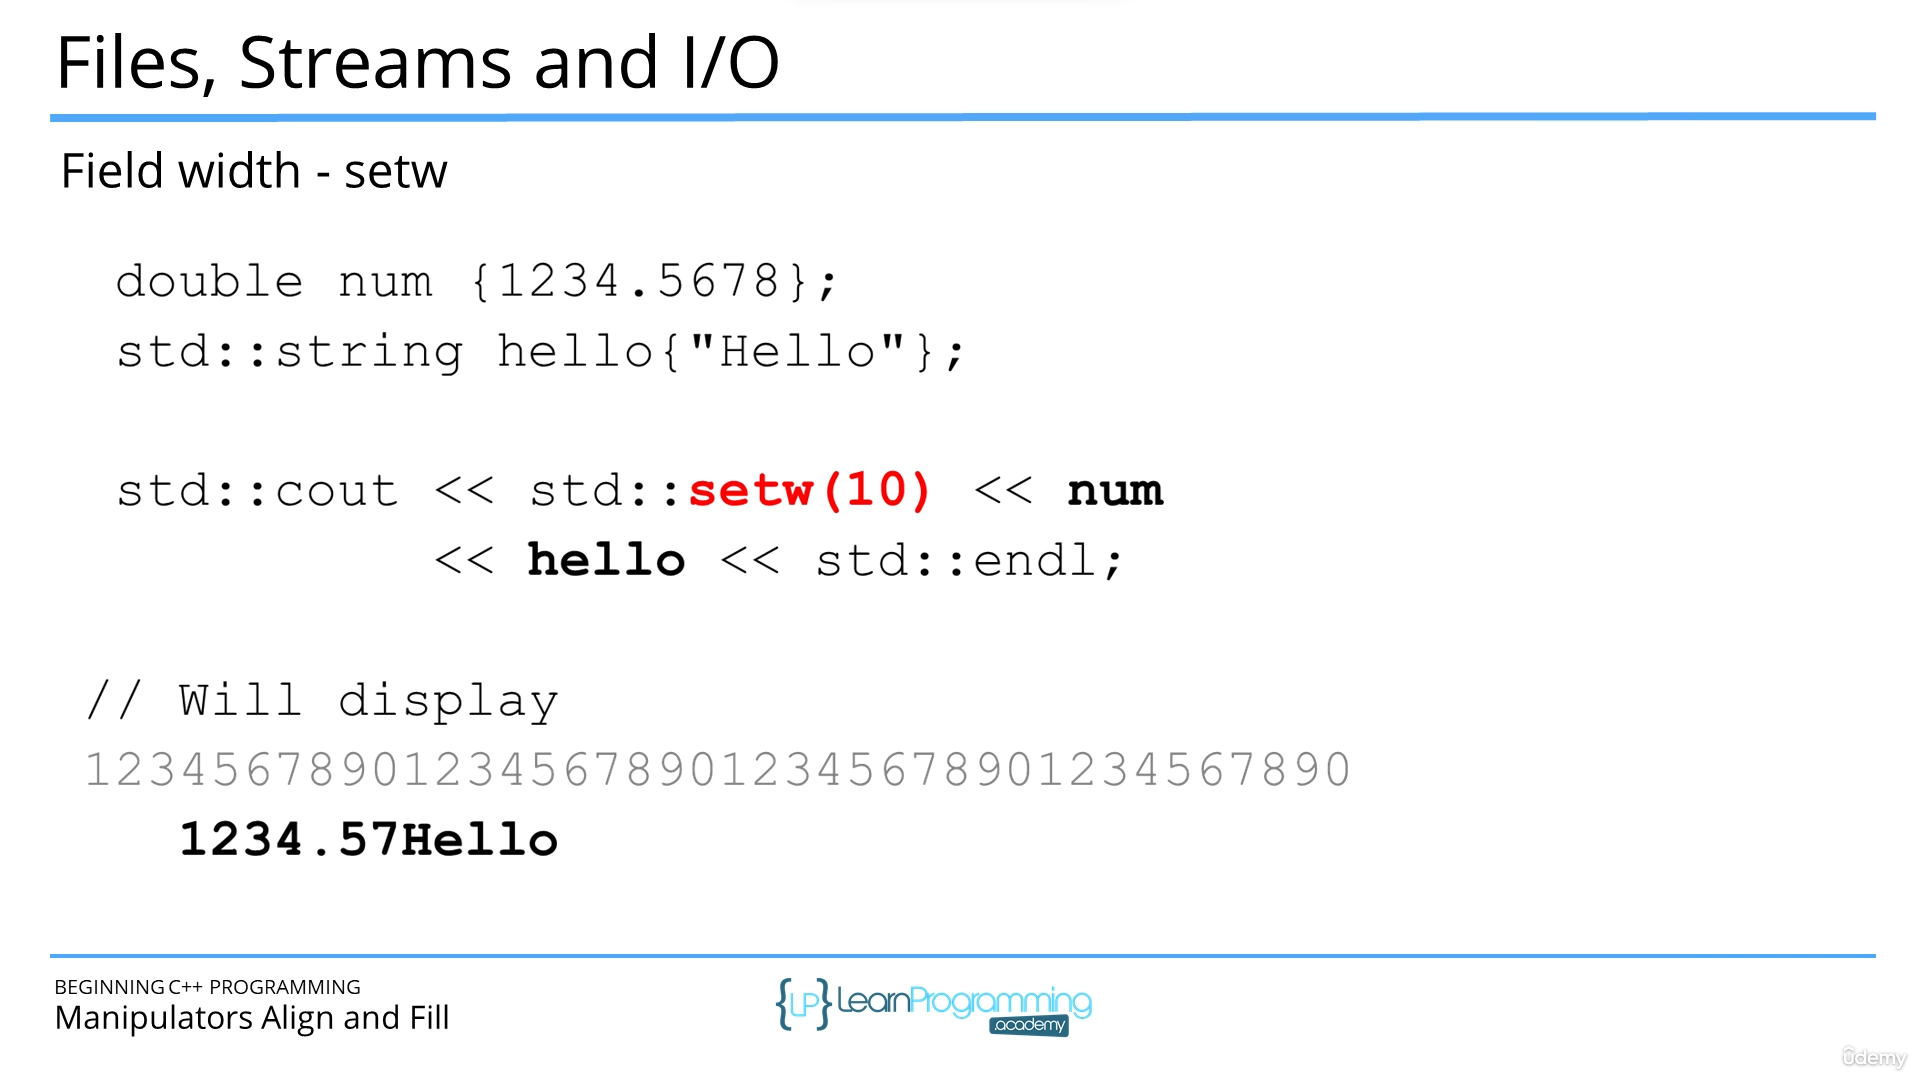 Files, Streams and I/O
Field width - setw
double num {1234.5678};
std::string hello{"Hello"};
std::cout << std::setw(10) << num
<< hello << std::endl;
// Will display
1234567890123456789012345678901234567890
1234.57Hello
BEGINNING C++ PROGRAMMING
Manipulators Align and Fill
{LP} LearnProgramming
academy
ûdemy